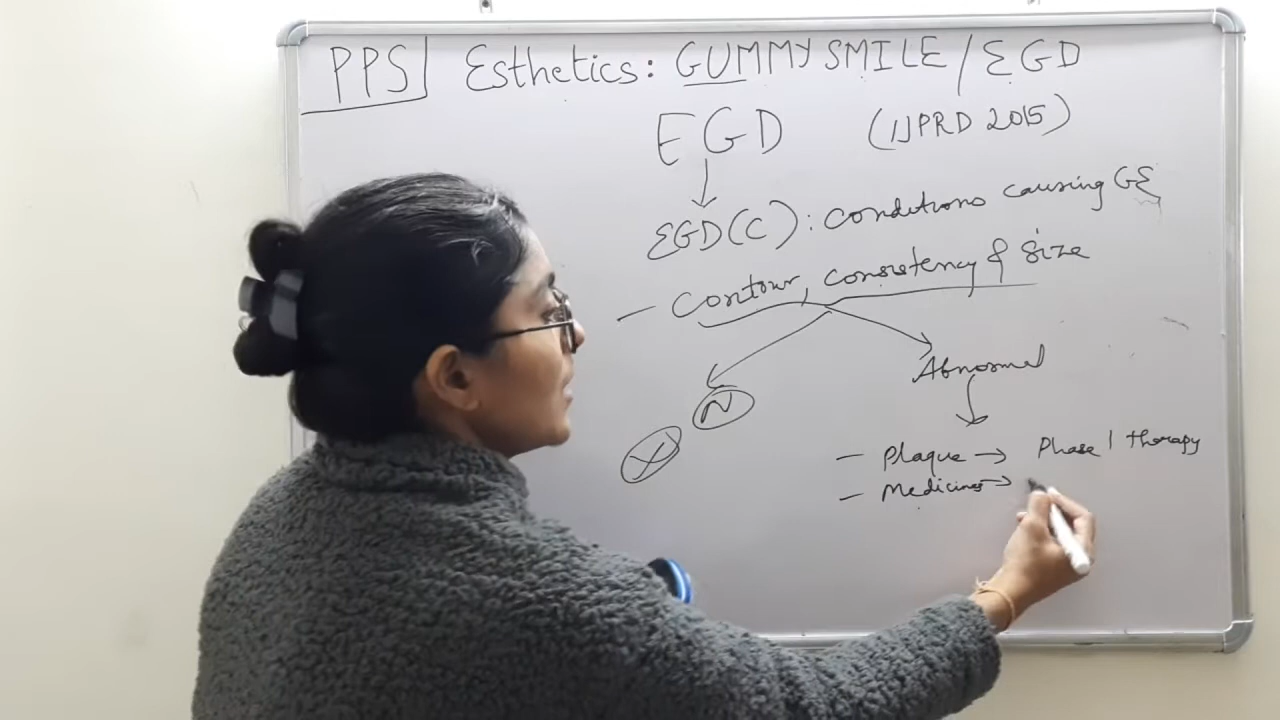 PPS Esthetics: GUMMY SMILE / EGD
EGD (IJPRD 2015)
EGD(C): Conditions causing GE
- Contour, consistency & size
Abnormal
N
X
- Plaque → Phase 1 therapy
- Medicines →